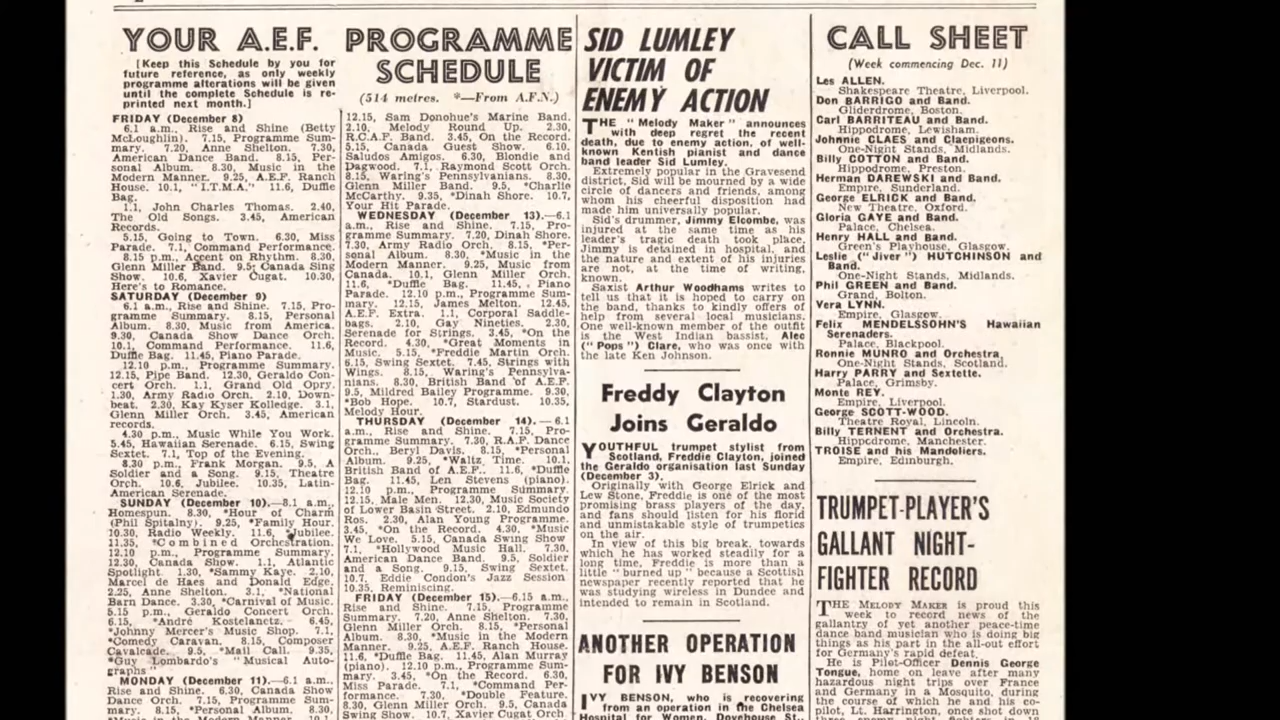 YOUR A.E.F. PROGRAMME
SCHEDULE
[Keep this Schedule by you for
future reference, as only weekly
programme alterations will be given
until the complete Schedule is re-
printed next month.]
(514 metres. *—From A.F.N.)
FRIDAY (December 8)
6.1 a.m., Rise and Shine (Betty
McLoughlin). 7.15, Programme Sum-
mary. 7.20, Anne Shelton. 7.30,
American Dance Band. 8.15, Per-
sonal Album. 8.30, Music in the
Modern Manner. 9.25, A.E.F. Ranch
House. 10.1, "I.T.M.A." 11.6, Duffle
Bag.
1.1, John Charles Thomas. 2.40,
The Old Songs. 3.45, American
Records.
5.15, Going to Town. 6.30, Miss
Parade. 7.1, Command Performance.
8.15 p.m., Accent on Rhythm. 8.30,
Glenn Miller Band. 9.5, Canada Sing
Show. 10.6, Xavier Cugat. 10.30,
Here's to Romance.
SATURDAY (December 9)
6.1 a.m., Rise and Shine. 7.15, Pro-
gramme Summary. 8.15, Personal
Album. 8.30, Music from America.
9.30, Canada Show Dance Orch.
10.1, Command Performance. 11.6,
Duffle Bag. 11.45, Piano Parade.
12.10 p.m., Programme Summary.
12.15, Pipe Band. 12.30, Geraldo Con-
cert Orch. 1.1, Grand Old Opry.
1.30, Army Radio Orch. 2.10, Down-
beat. 2.30, Kay Kyser Kolledge. 3.1,
Glenn Miller Orch. 3.45, American
records.
4.30 p.m., Music While You Work.
5.45, Hawaiian Serenade. 6.15, Swing
Sextet. 7.1, Top of the Evening.
8.30 p.m., Frank Morgan. 9.5, A
Soldier and a Song. 9.15, Theatre
Orch. 10.6, Jubilee. 10.35, Latin-
American Serenade.
SUNDAY (December 10).—8.1 a.m.,
Homespun. 8.30, *Hour of Charm
(Phil Spitalny). 9.25, *Family Hour.
10.30, Radio Weekly. 11.6, *Jubilee.
11.35, *Combined Orchestration.
12.10 p.m., Programme Summary.
12.30, Canada Show. 1.1, Atlantic
Spotlight. 1.30, *Sammy Kaye. 2.10,
Marcel de Haes and Donald Edge.
2.25, Anne Shelton. 3.1, *National
Barn Dance. 3.30, *Carnival of Music.
5.15 p.m., Geraldo Concert Orch.
6.15, *André Kostelanetz. 6.45,
*Johnny Mercer's Music Shop. 7.1,
*Comedy Caravan. 8.15, Composer
Cavalcade. 9.5, *Mail Call. 9.35,
*Guy Lombardo's "Musical Auto-
graphs"
MONDAY (December 11).—6.1 a.m.,
Rise and Shine. 6.30, Canada Show
Dance Orch. 7.15, Programme Sum-
mary. 8.15, *Personal Album. 8.30,
*Music in the Modern Manner. 10.1,
12.15, Sam Donohue's Marine Band.
2.10, Melody Round Up. 2.30,
R.C.A.F. Band. 3.45, On the Record.
5.15, Canada Guest Show. 6.10,
Saludos Amigos. 6.30, Blondie and
Dagwood. 7.1, Raymond Scott Orch.
8.15, Waring's Pennsylvanians. 8.30,
Glenn Miller Band. 9.5, *Charlie
McCarthy. 9.35, *Dinah Shore. 10.7,
Your Hit Parade.
WEDNESDAY (December 13).—6.1
a.m., Rise and Shine. 7.15, Pro-
gramme Summary. 7.20, Dinah Shore.
7.30, Army Radio Orch. 8.15, *Per-
sonal Album. 8.30, *Music in the
Modern Manner. 9.25, Music from
Canada. 10.1, Glenn Miller Orch.
11.6, *Duffle Bag. 11.45, Piano
Parade. 12.10 p.m., Programme Sum-
mary. 12.15, James Melton. 12.45,
A.E.F. Extra. 1.1, Corporal Saddle-
bags. 2.10, Gay Nineties. 2.30,
Serenade for Strings. 3.45, *On the
Record. 4.30, *Great Moments in
Music. 5.15, *Freddie Martin Orch.
6.15, Swing Sextet. 7.45, Strings with
Wings. 8.15, Waring's Pennsylva-
nians. 8.30, British Band of A.E.F.
9.5, Mildred Bailey Programme. 9.30,
*Bob Hope. 10.7, Stardust. 10.35,
Melody Hour.
THURSDAY (December 14).—6.1
a.m., Rise and Shine. 7.15, Pro-
gramme Summary. 7.30, R.A.F. Dance
Orch., Beryl Davis. 8.15, *Personal
Album. 9.25, *Waltz Time. 10.1,
British Band of A.E.F. 11.6, *Duffle
Bag. 11.45, Len Stevens (piano).
12.10 p.m., Programme Summary.
12.15, Male Men. 12.30, Music Society
of Lower Basin Street. 2.10, Edmundo
Ros. 2.30, Alan Young Programme.
3.45, *On the Record. 4.30, *Music
We Love. 5.15, Canada Swing Show
7.1, *Hollywood Music Hall. 7.30,
American Dance Band. 9.5, Soldier
and a Song. 9.15, Swing Sextet.
10.7, Eddie Condon's Jazz Session
10.35, Reminiscing.
FRIDAY (December 15).—6.15 a.m.,
Rise and Shine. 7.15, Programme
Summary. 7.20, Anne Shelton. 7.30,
Glenn Miller Orch. 8.15, *Personal
Album. 8.30, *Music in the Modern
Manner. 9.25, A.E.F. Ranch House.
11.6, *Duffle Bag. 11.45, Alan Murray
(piano). 12.10 p.m., Programme Sum-
mary. 3.45, *On the Record. 6.30,
Miss Parade. 7.1, *Command Per-
formance. 7.30, *Double Feature.
8.30, Glenn Miller Band. 9.5, Canada
Swing Show. 10.7, Xavier Cugat Orch
SID LUMLEY
VICTIM OF
ENEMY ACTION
THE "Melody Maker" announces
with deep regret the recent
death, due to enemy action, of well-
known Kentish pianist and dance
band leader Sid Lumley.
Extremely popular in the Gravesend
district, Sid will be mourned by a wide
circle of dancers and friends, among
whom his cheerful disposition had
made him universally popular.
Sid's drummer, Jimmy Elcombe, was
injured at the same time as his
leader's tragic death took place.
Jimmy is detained in hospital, and
the nature and extent of his injuries
are not, at the time of writing,
known.
Saxist Arthur Woodhams writes to
tell us that it is hoped to carry on
the band, thanks to kindly offers of
help from several local musicians.
One well-known member of the outfit
is the West Indian bassist, Alec
("Pops") Clare, who was once with
the late Ken Johnson.
Freddy Clayton
Joins Geraldo
YOUTHFUL trumpet stylist from
Scotland, Freddie Clayton, joined
the Geraldo organisation last Sunday
(December 3).
Originally with George Elrick and
Lew Stone, Freddie is one of the most
promising brass players of the day,
and fans should listen for his florid
and unmistakable style of trumpetics
on the air.
In view of this big break, towards
which he has worked steadily for a
long time, Freddie is more than a
little "burned up" because a Scottish
newspaper recently reported that he
was studying wireless in Dundee and
intended to remain in Scotland.
ANOTHER OPERATION
FOR IVY BENSON
IVY BENSON, who is recovering
from an operation in the Chelsea
Hospital for Women, Dovehouse St.,
CALL SHEET
(Week commencing Dec. 11)
Les ALLEN.
Shakespeare Theatre, Liverpool.
Don BARRIGO and Band.
Gliderdrome, Boston.
Carl BARRITEAU and Band.
Hippodrome, Lewisham.
Johnnie CLAES and Claepigeons.
One-Night Stands, Midlands.
Billy COTTON and Band.
Hippodrome, Preston.
Herman DAREWSKI and Band.
Empire, Sunderland.
George ELRICK and Band.
New Theatre, Oxford.
Gloria GAYE and Band.
Palace, Chelsea.
Henry HALL and Band.
Green's Playhouse, Glasgow.
Leslie ("Jiver") HUTCHINSON and
Band.
One-Night Stands, Midlands.
Phil GREEN and Band.
Grand, Bolton.
Vera LYNN.
Empire, Glasgow.
Felix MENDELSSOHN'S Hawaiian
Serenaders.
Palace, Blackpool.
Ronnie MUNRO and Orchestra,
One-Night Stands, Scotland.
Harry PARRY and Sextette.
Palace, Grimsby.
Monte REY.
Empire, Liverpool.
George SCOTT-WOOD.
Theatre Royal, Lincoln.
Billy TERNENT and Orchestra.
Hippodrome, Manchester.
TROISE and his Mandoliers.
Empire, Edinburgh.
TRUMPET-PLAYER'S
GALLANT NIGHT-
FIGHTER RECORD
THE MELODY MAKER is proud this
week to record news of the
gallantry of yet another peace-time
dance band musician who is doing big
things as his part in the all-out effort
for Germany's rapid defeat.
He is Pilot-Officer Dennis George
Tongue, home on leave after many
hazardous night trips over France
and Germany in a Mosquito, during
the course of which he and his co-
pilot, Lt. Harrington, once shot down